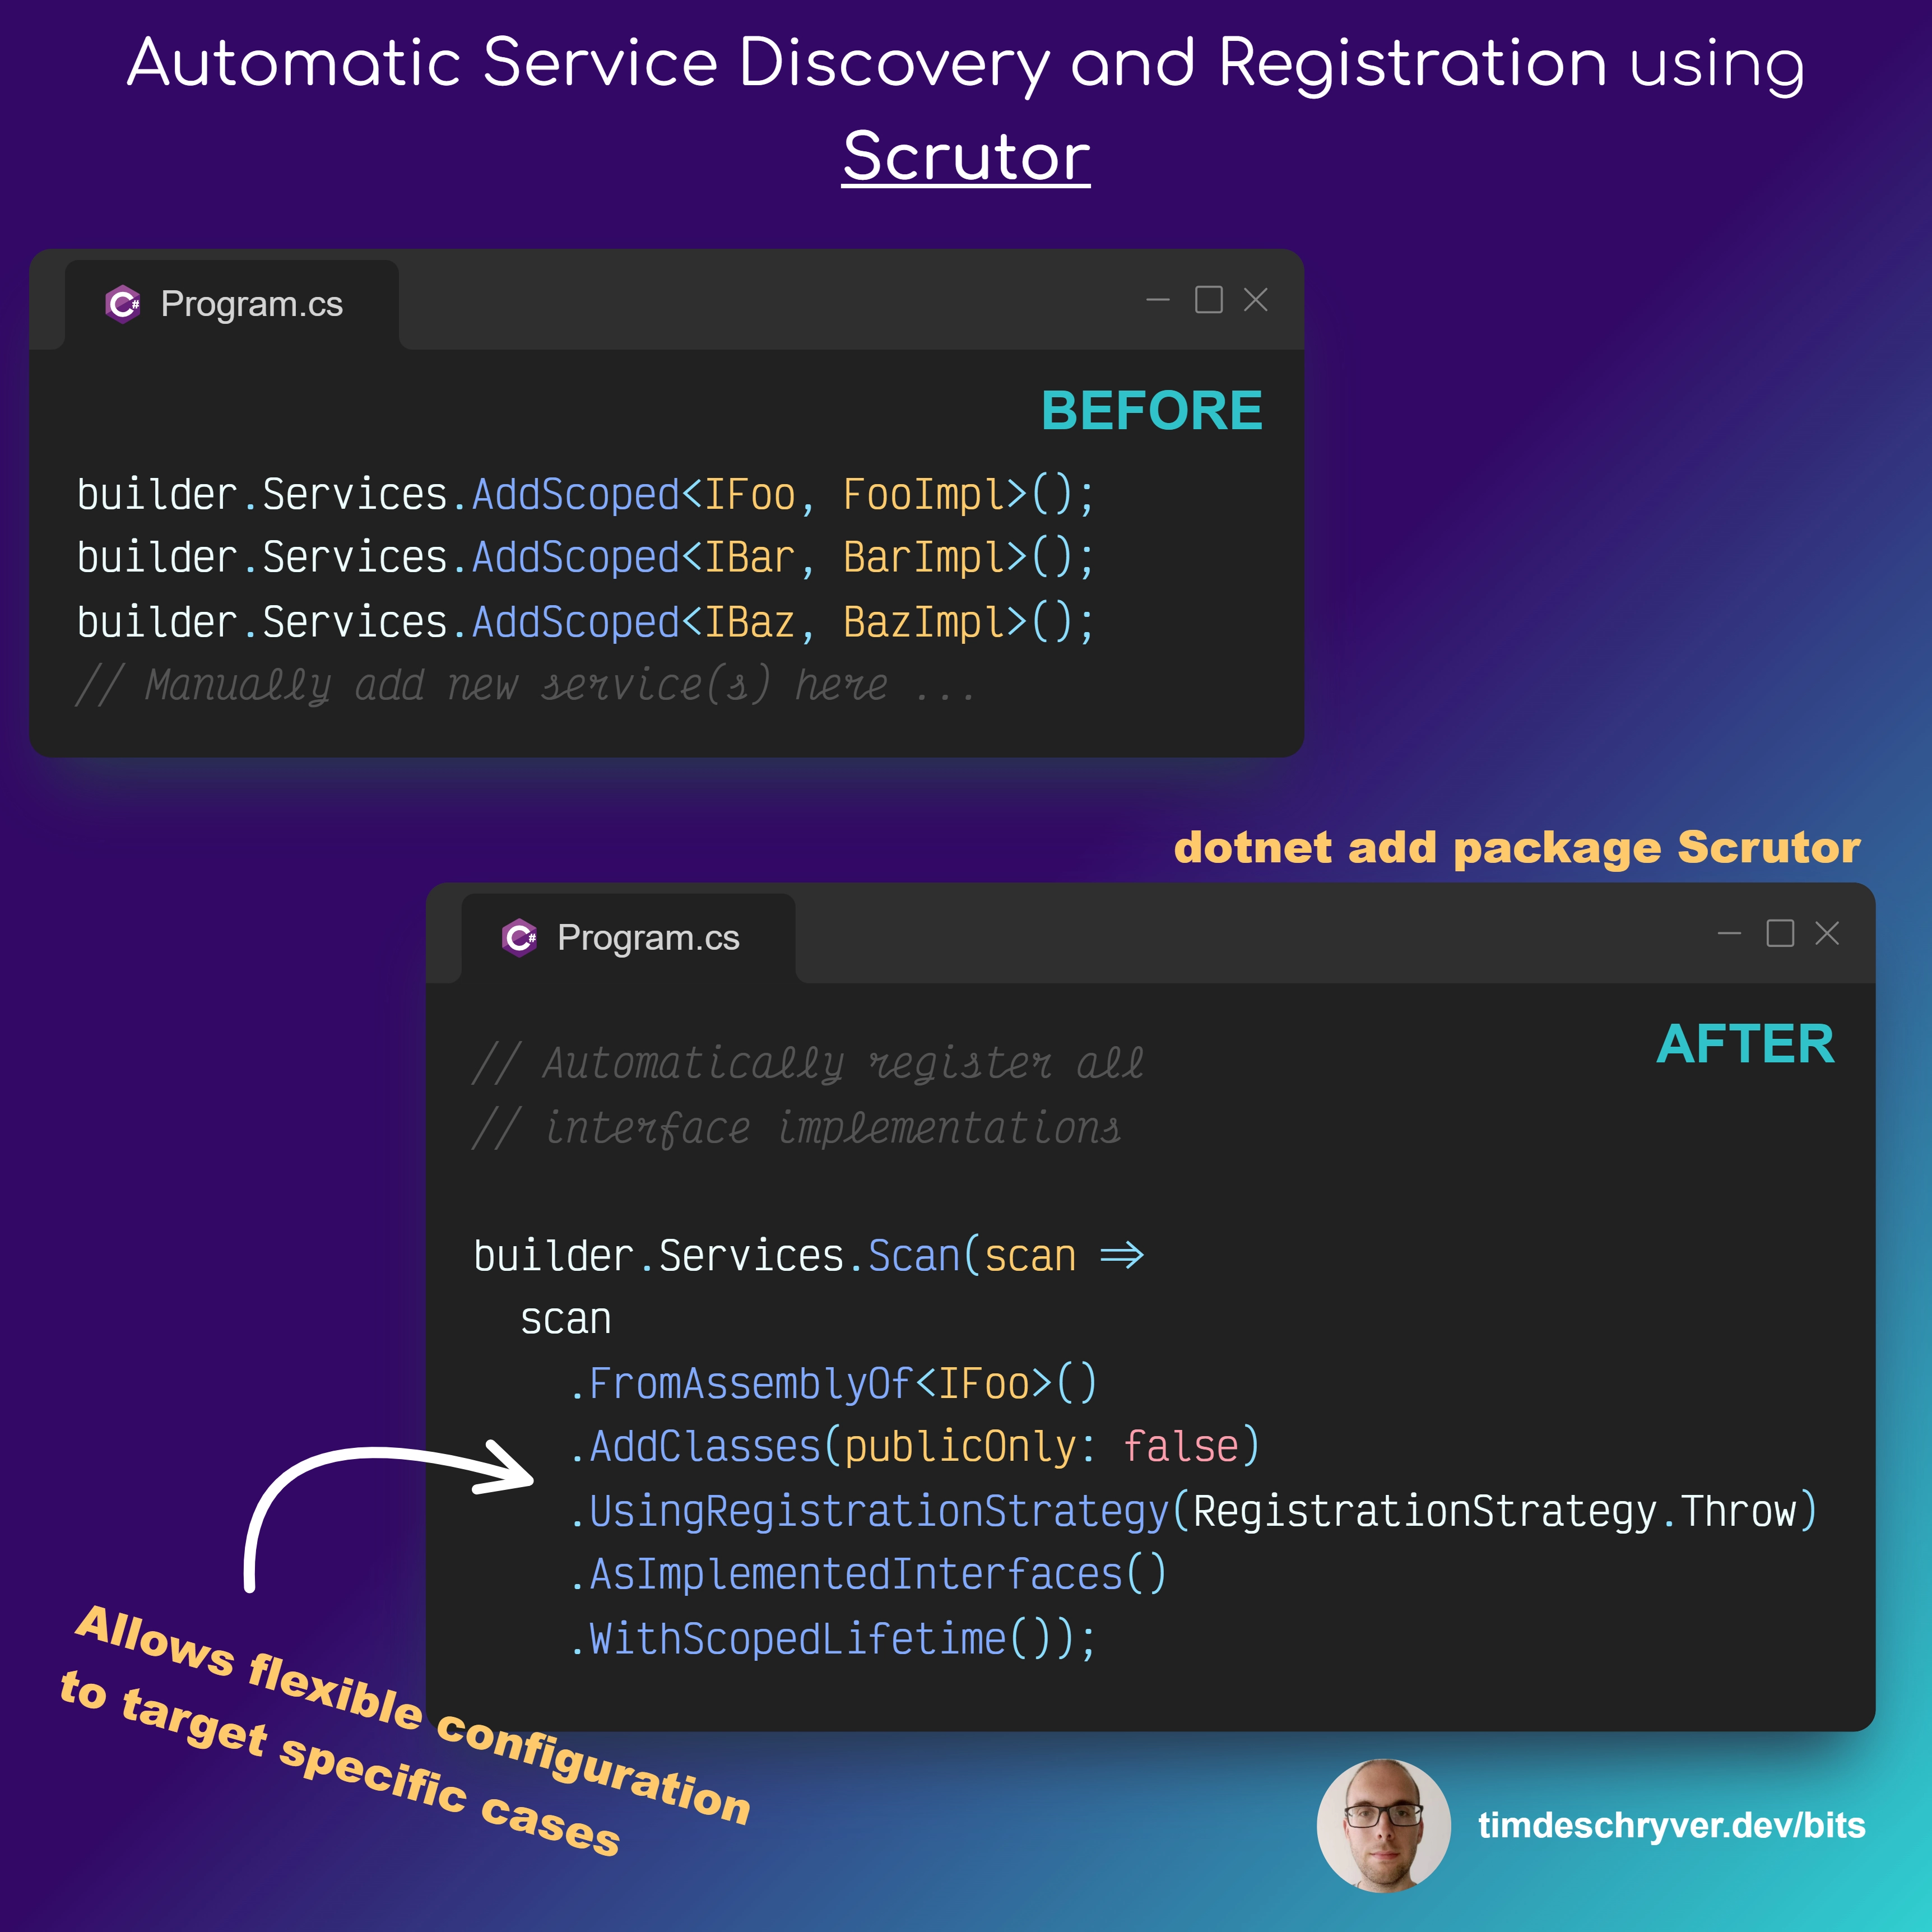 Automatic Service Discovery and Registration using
Scrutor
Program.cs
BEFORE
builder.Services.AddScoped<IFoo, FooImpl>();
builder.Services.AddScoped<IBar, BarImpl>();
builder.Services.AddScoped<IBaz, BazImpl>();
// Manually add new service(s) here ...
dotnet add package Scrutor
Program.cs
AFTER
// Automatically register all
// interface implementations
builder.Services.Scan(scan =>
scan
.FromAssemblyOf<IFoo>()
.AddClasses(publicOnly: false)
.UsingRegistrationStrategy(RegistrationStrategy.Throw)
.AsImplementedInterfaces()
.WithScopedLifetime());
Allows flexible configuration
to target specific cases
timdeschryver.dev/bits